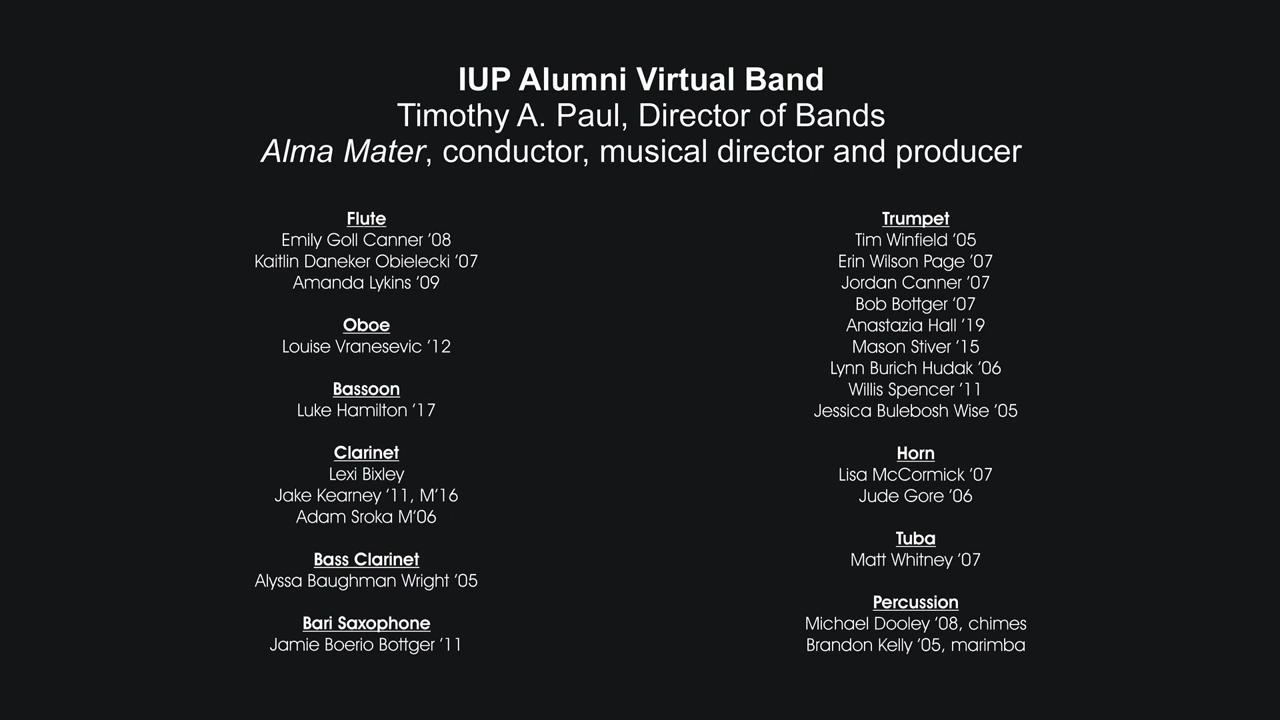 IUP Alumni Virtual Band
Timothy A. Paul, Director of Bands
Alma Mater, conductor, musical director and producer
Flute
Emily Goll Canner ’08
Kaitlin Daneker Obielecki ’07
Amanda Lykins ’09
Oboe
Louise Vranesevic ’12
Bassoon
Luke Hamilton ’17
Clarinet
Lexi Bixley
Jake Kearney ’11, M’16
Adam Sroka M’06
Bass Clarinet
Alyssa Baughman Wright ’05
Bari Saxophone
Jamie Boerio Bottger ’11
Trumpet
Tim Winfield ’05
Erin Wilson Page ’07
Jordan Canner ’07
Bob Bottger ’07
Anastazia Hall ’19
Mason Stiver ’15
Lynn Burich Hudak ’06
Willis Spencer ’11
Jessica Bulebosh Wise ’05
Horn
Lisa McCormick ’07
Jude Gore ’06
Tuba
Matt Whitney ’07
Percussion
Michael Dooley ’08, chimes
Brandon Kelly ’05, marimba